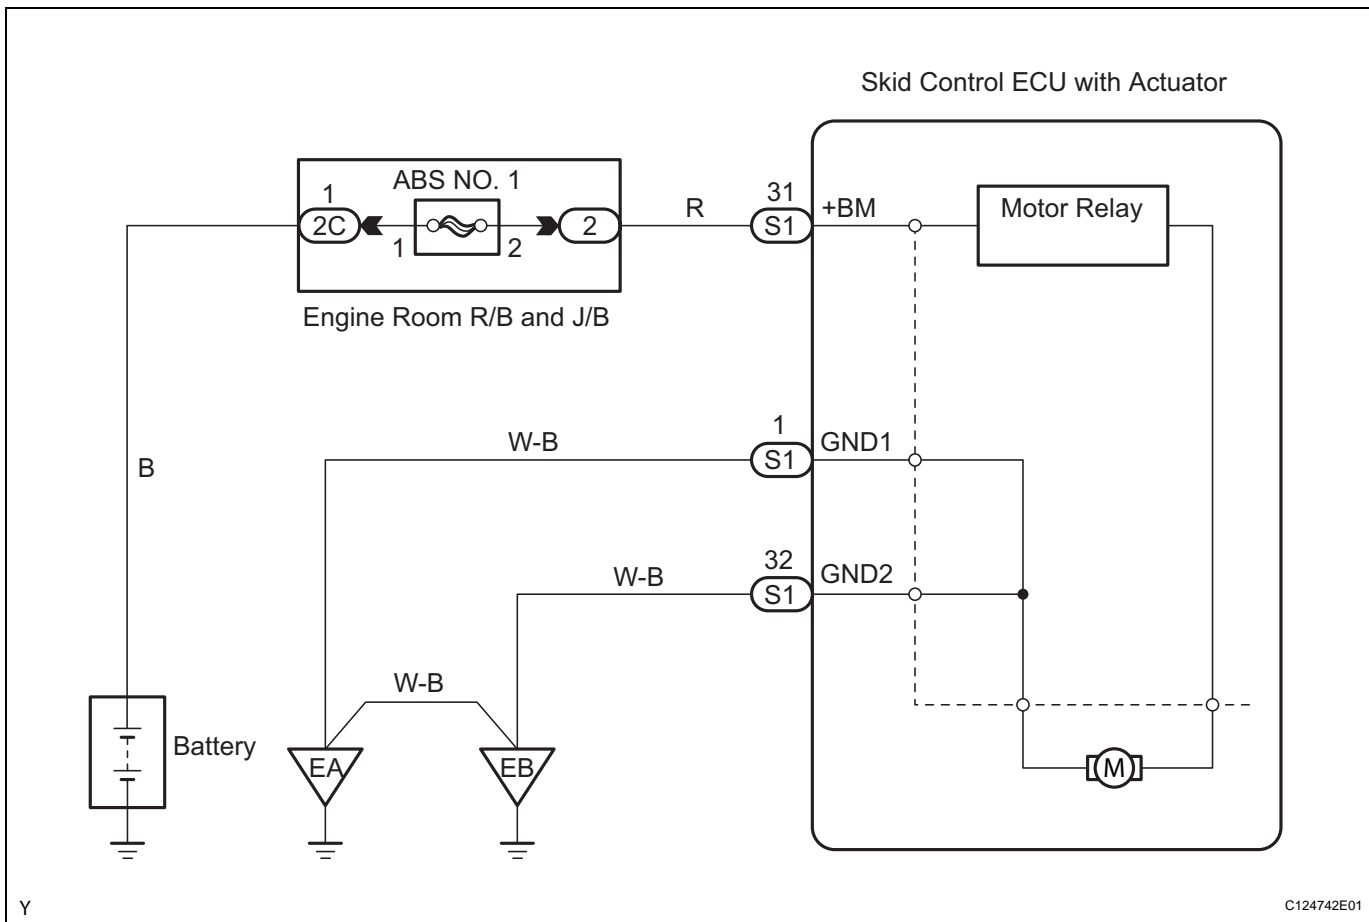 Skid Control ECU with Actuator
ABS NO. 1
1
2C
1
2
2
Engine Room R/B and J/B
R
31
S1
+BM
Motor Relay
B
W-B
1
S1
GND1
W-B
32
S1
GND2
W-B
Battery
EA
EB
M
Y
C124742E01